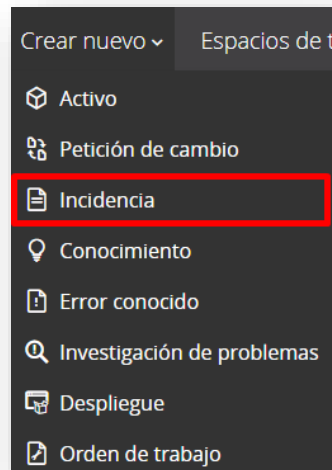 Crear nuevo Espacios de
Activo
Petición de cambio
Incidencia
Conocimiento
Error conocido
Investigación de problemas
Despliegue
Orden de trabajo